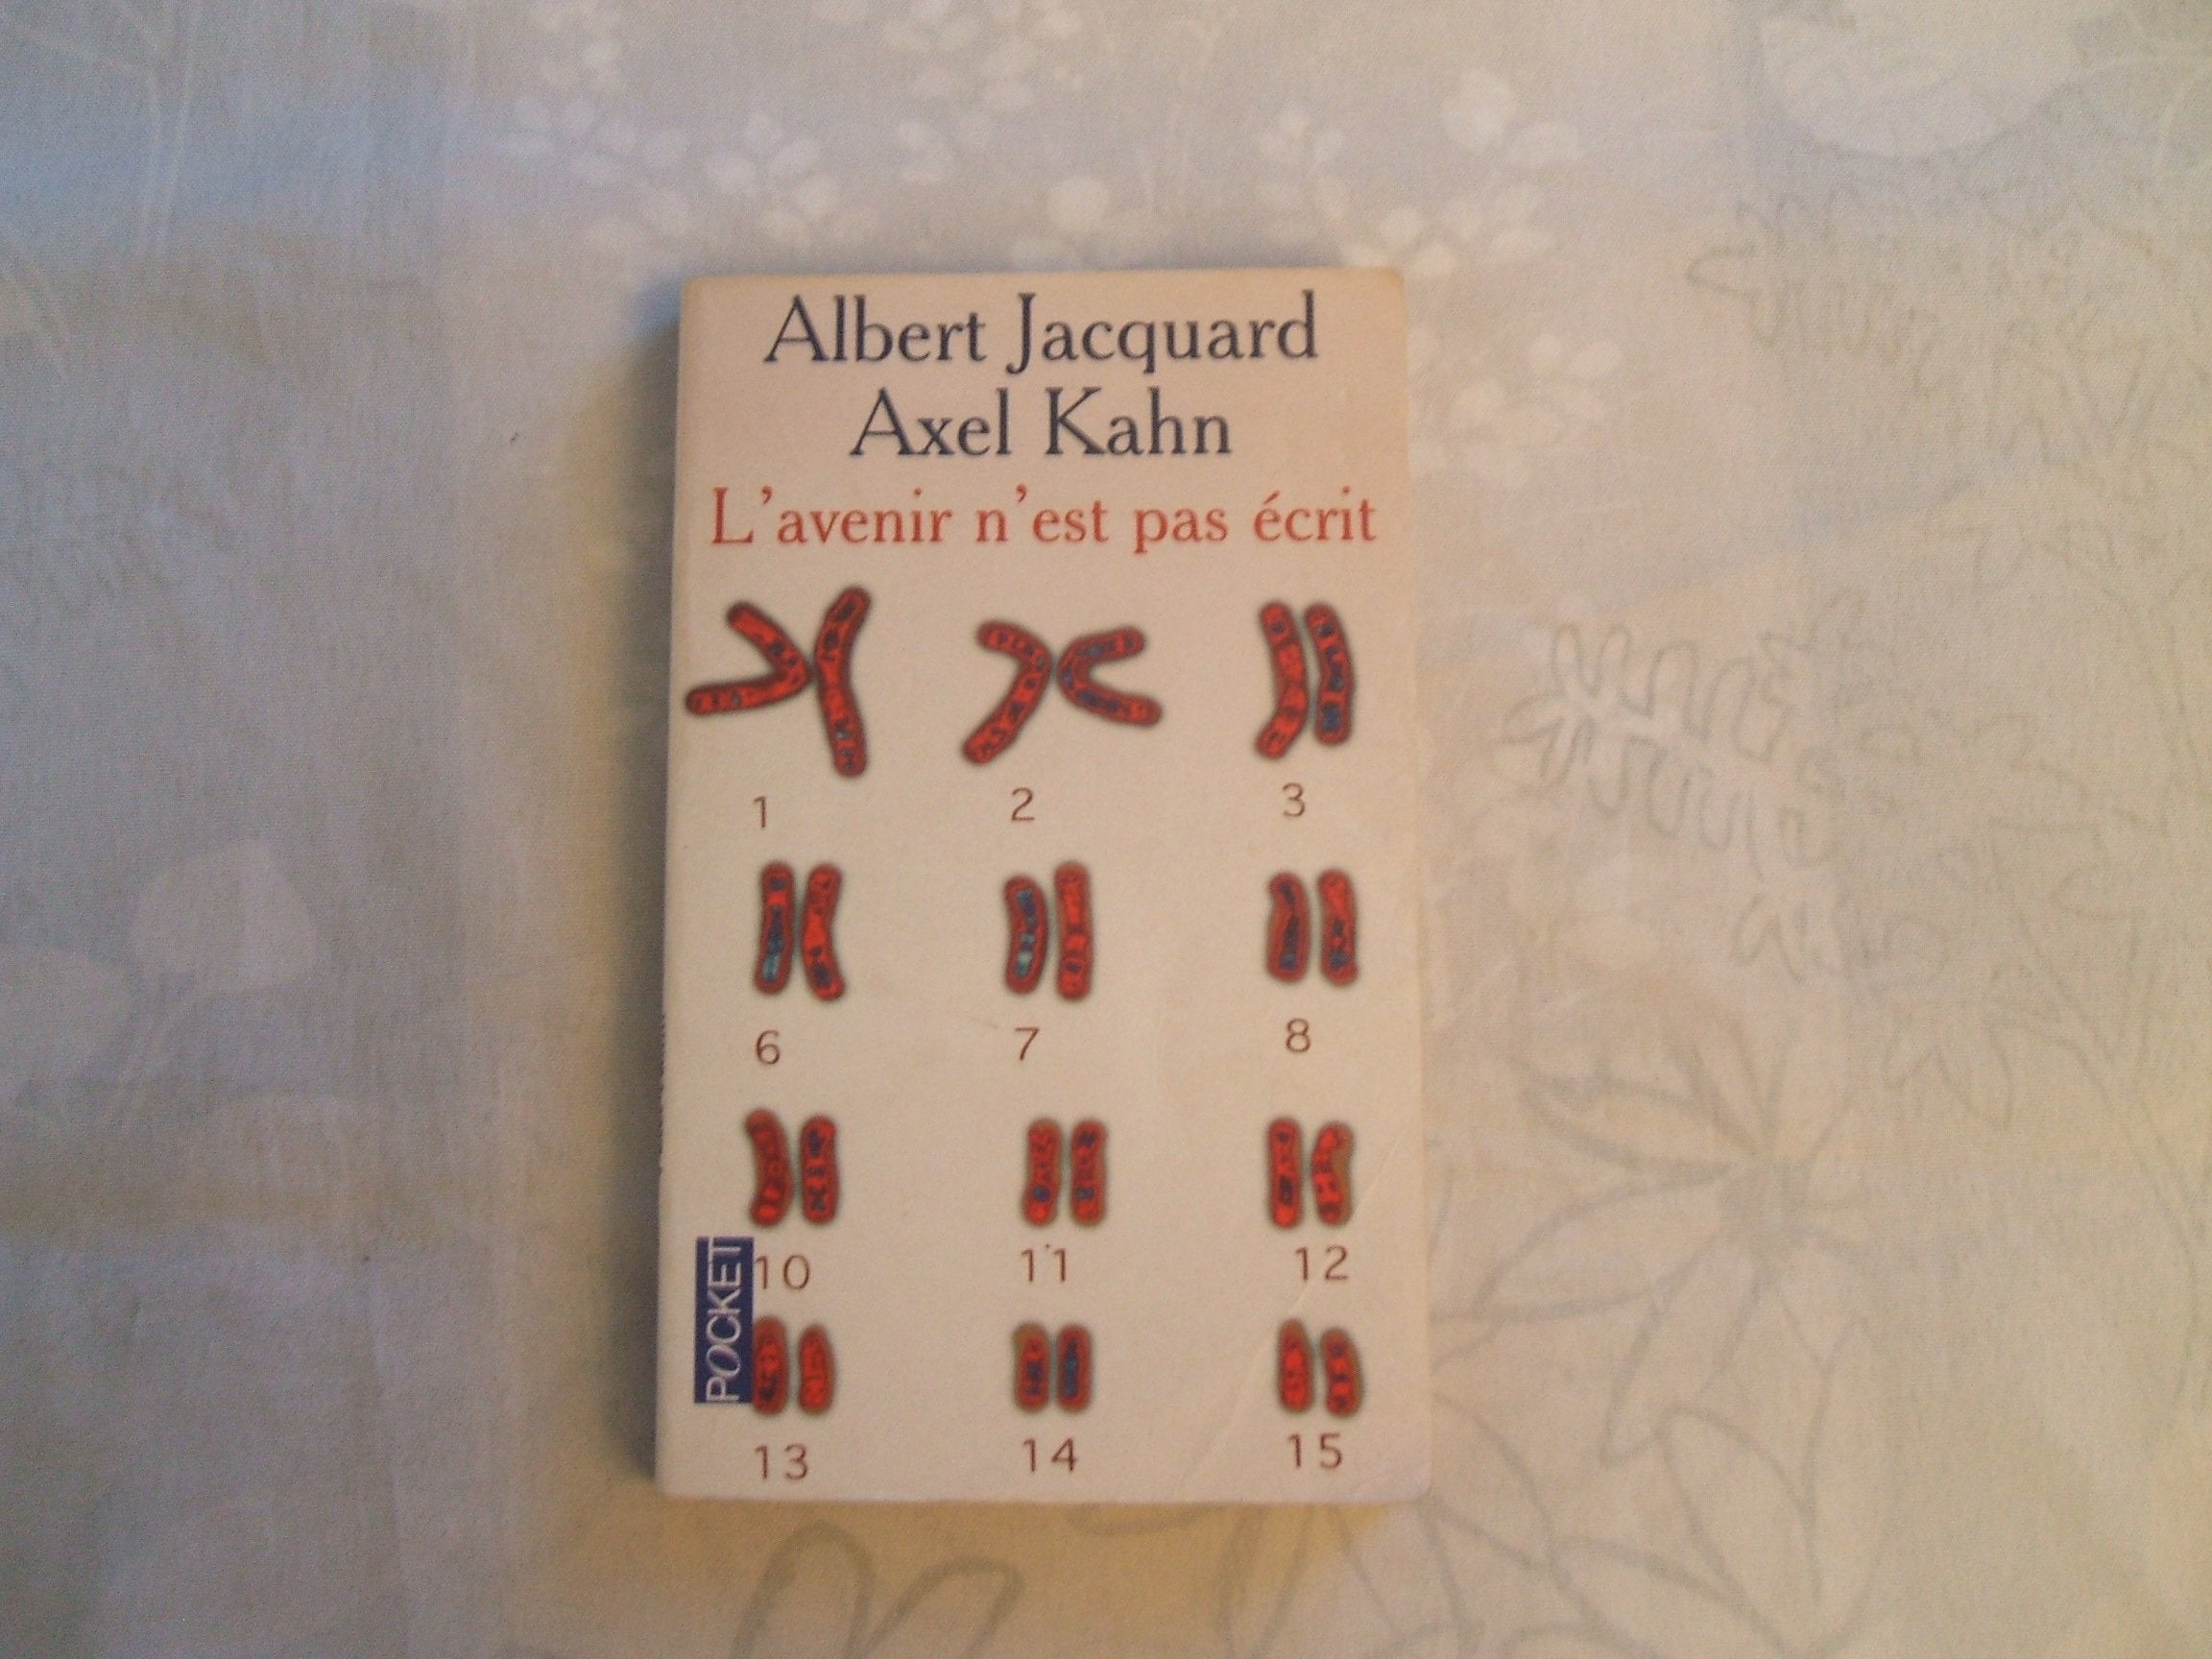 Albert Jacquard
Axel Kahn
L'avenir n'est pas écrit
1 2 3
6 7 8
10 11 12
POCKET
13 14 15